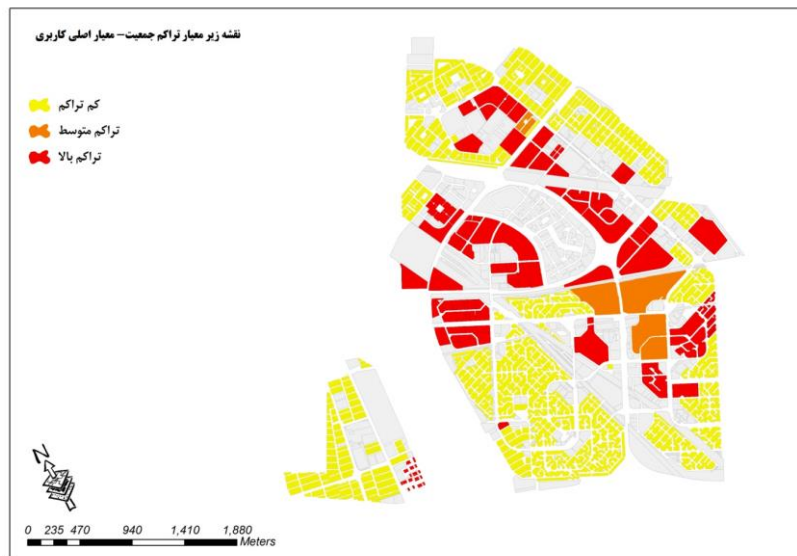 نقشه زیر معیار تراکم جمعیت– معیار اصلی کاربری
کم تراکم
تراکم متوسط
تراکم بالا
N
0 235 470 940 1,410 1,880
Meters